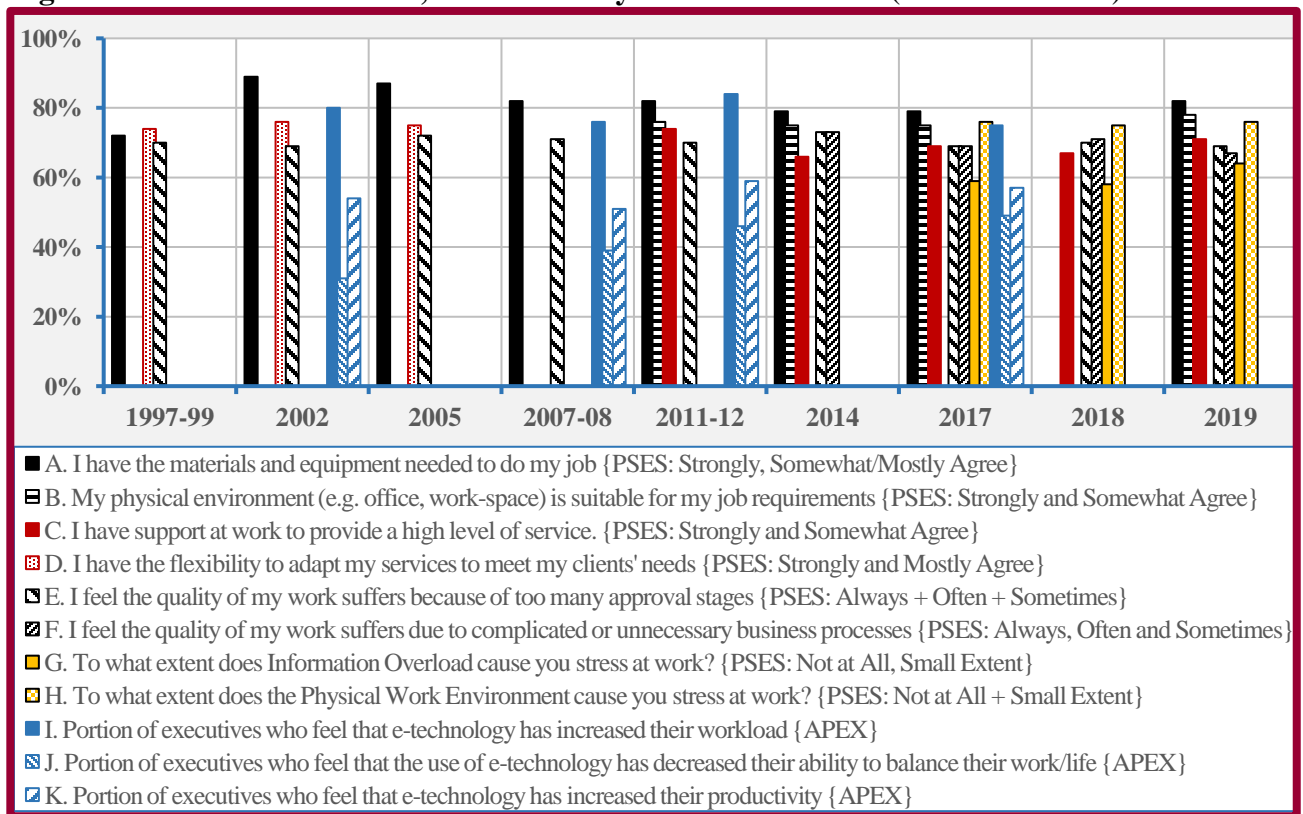 100%
80%
60%
40%
20%
0%
1997-99 2002 2005 2007-08 2011-12 2014 2017 2018 2019
A. I have the materials and equipment needed to do my job {PSES: Strongly, Somewhat/Mostly Agree}
B. My physical environment (e.g. office, work-space) is suitable for my job requirements {PSES: Strongly and Somewhat Agree}
C. I have support at work to provide a high level of service. {PSES: Strongly and Somewhat Agree}
D. I have the flexibility to adapt my services to meet my clients' needs {PSES: Strongly and Mostly Agree}
E. I feel the quality of my work suffers because of too many approval stages {PSES: Always + Often + Sometimes}
F. I feel the quality of my work suffers due to complicated or unnecessary business processes {PSES: Always, Often and Sometimes}
G. To what extent does Information Overload cause you stress at work? {PSES: Not at All, Small Extent}
H. To what extent does the Physical Work Environment cause you stress at work? {PSES: Not at All + Small Extent}
I. Portion of executives who feel that e-technology has increased their workload {APEX}
J. Portion of executives who feel that the use of e-technology has decreased their ability to balance their work/life {APEX}
K. Portion of executives who feel that e-technology has increased their productivity {APEX}